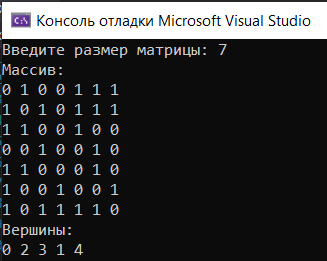 Консоль отладки Microsoft Visual Studio
Введите размер матрицы: 7
Массив:
0 1 0 0 1 1 1
1 0 1 0 1 1 1
1 1 0 0 1 0 0
0 0 1 0 0 1 0
1 1 0 0 0 1 0
1 0 0 1 0 0 1
1 0 1 1 1 1 0
Вершины:
0 2 3 1 4